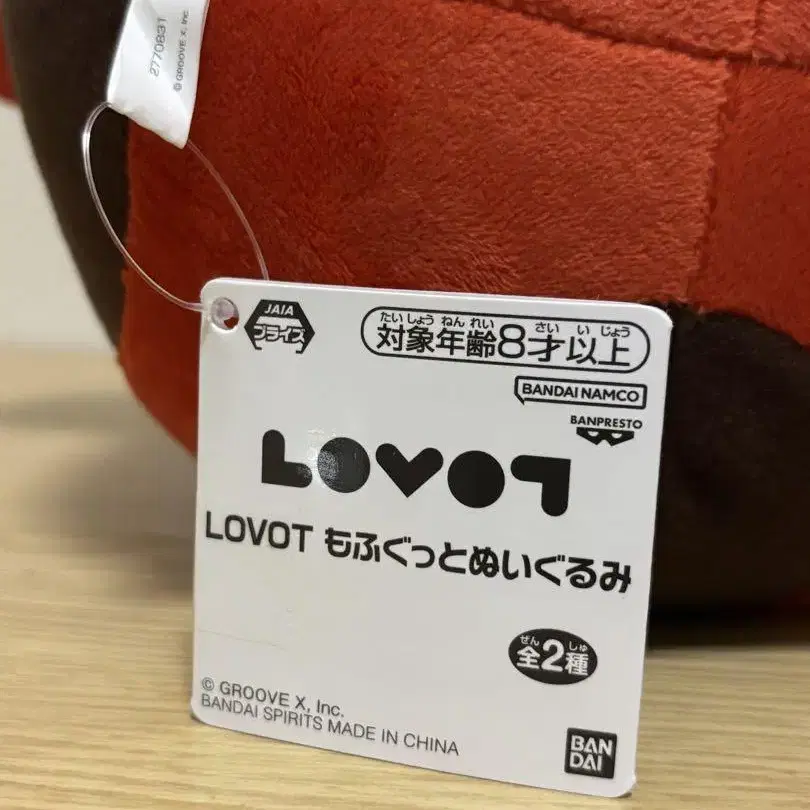 2770831
© GROOVE X, Inc.
JAIA
プライズ
たいしょうねんれい さい い じょう
対象年齢8才以上
BANDAI NAMCO
BANPRESTO
LOVOT
LOVOT もふぐっとぬいぐるみ
ぜん しゅ
全2種
© GROOVE X, Inc.
BANDAI SPIRITS MADE IN CHINA
BAN
DAI